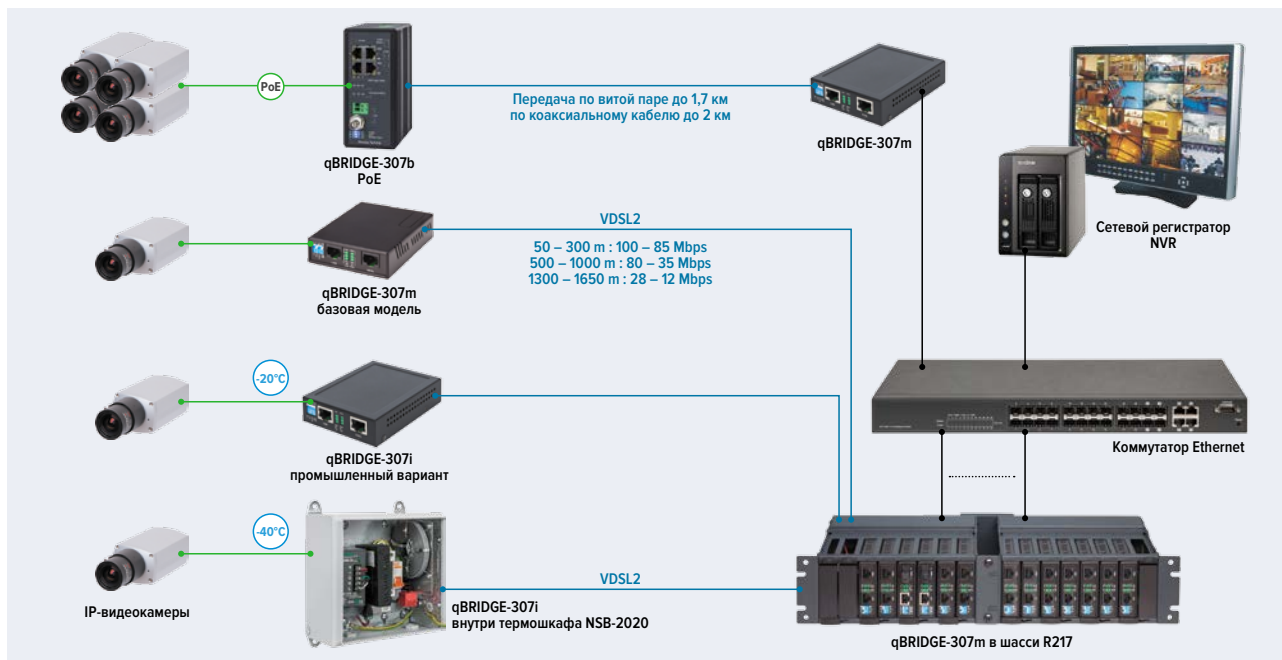 PoE
Передача по витой паре до 1,7 км
по коаксиальному кабелю до 2 км
qBRIDGE-307b
PoE
qBRIDGE-307m
Сетевой регистратор
NVR
VDSL2
50 – 300 m : 100 – 85 Mbps
500 – 1000 m : 80 – 35 Mbps
1300 – 1650 m : 28 – 12 Mbps
qBRIDGE-307m
базовая модель
-20°C
qBRIDGE-307i
промышленный вариант
Коммутатор Ethernet
-40°C
VDSL2
IP-видеокамеры
qBRIDGE-307i
внутри термошкафа NSB-2020
qBRIDGE-307m в шасси R217